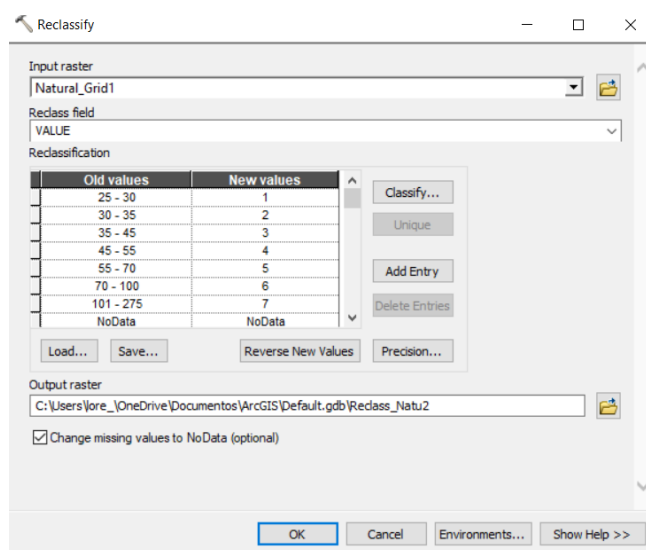 Reclassify
Input raster
Natural_Grid1
Reclass field
VALUE
Reclassification
Old values New values
25 - 30 1
30 - 35 2
35 - 45 3
45 - 55 4
55 - 70 5
70 - 100 6
101 - 275 7
NoData NoData
Classify...
Unique
Add Entry
Delete Entries
Load... Save... Reverse New Values Precision...
Output raster
C:\Users\lore_\OneDrive\Documentos\ArcGIS\Default.gdb\Reclass_Natu2
Change missing values to NoData (optional)
OK Cancel Environments... Show Help >>